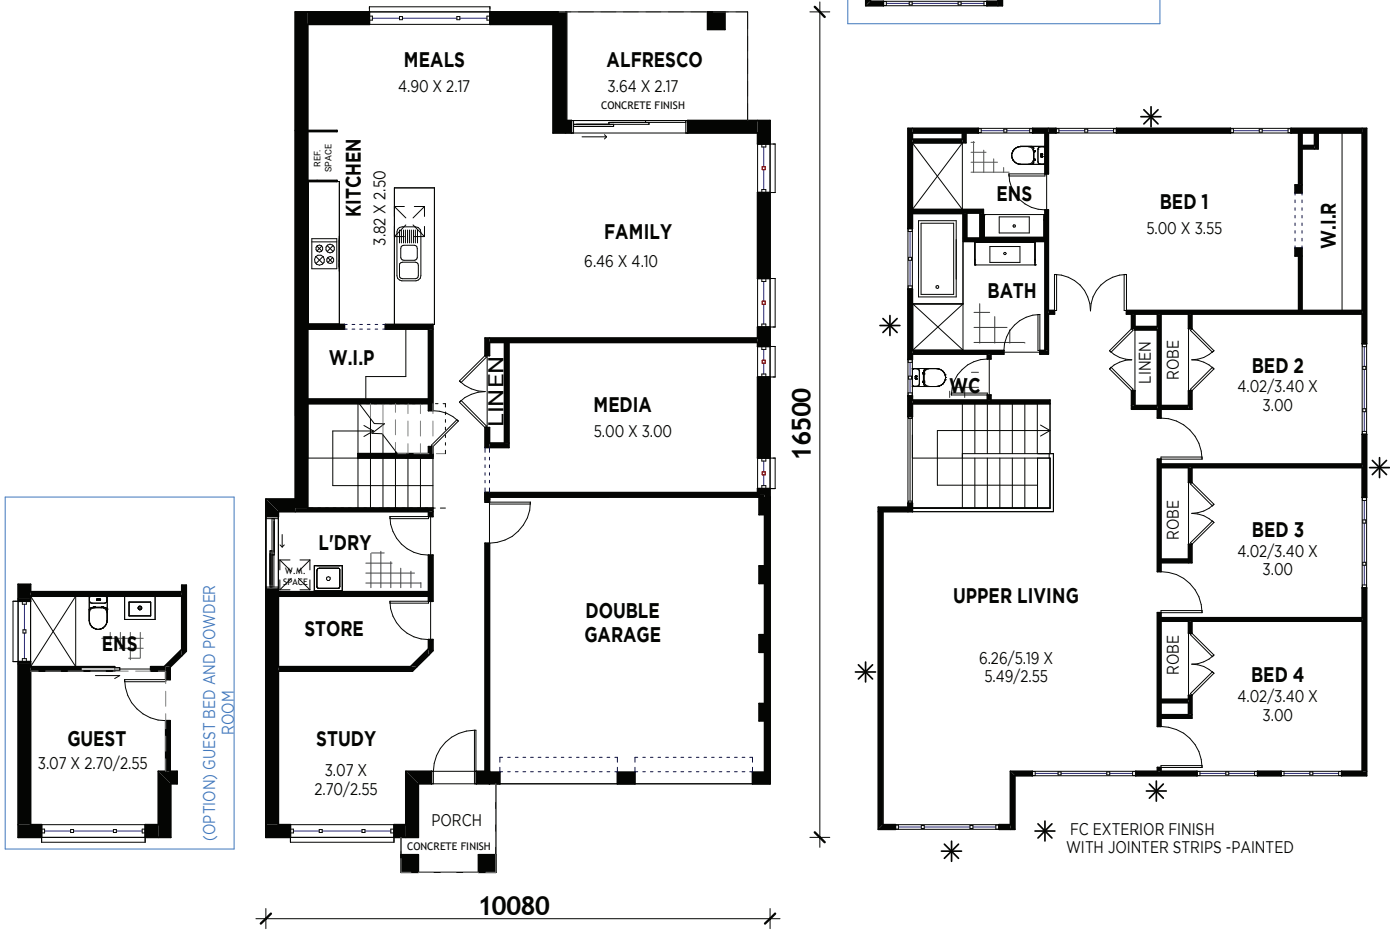 MEALS
4.90 X 2.17
ALFRESCO
3.64 X 2.17
CONCRETE FINISH
REF.
SPACE
KITCHEN
3.82 X 2.50
FAMILY
6.46 X 4.10
W.I.P
LINEN
MEDIA
5.00 X 3.00
L'DRY
W.M.
SPACE
STORE
DOUBLE
GARAGE
STUDY
3.07 X
2.70/2.55
PORCH
CONCRETE FINISH
10080
16500
ENS
GUEST
3.07 X 2.70/2.55
(OPTION) GUEST BED AND POWDER
ROOM
ENS
BED 1
5.00 X 3.55
W.I.R
BATH
WC
LINEN
ROBE
BED 2
4.02/3.40 X
3.00
ROBE
BED 3
4.02/3.40 X
3.00
UPPER LIVING
6.26/5.19 X
5.49/2.55
ROBE
BED 4
4.02/3.40 X
3.00
FC EXTERIOR FINISH
WITH JOINTER STRIPS -PAINTED